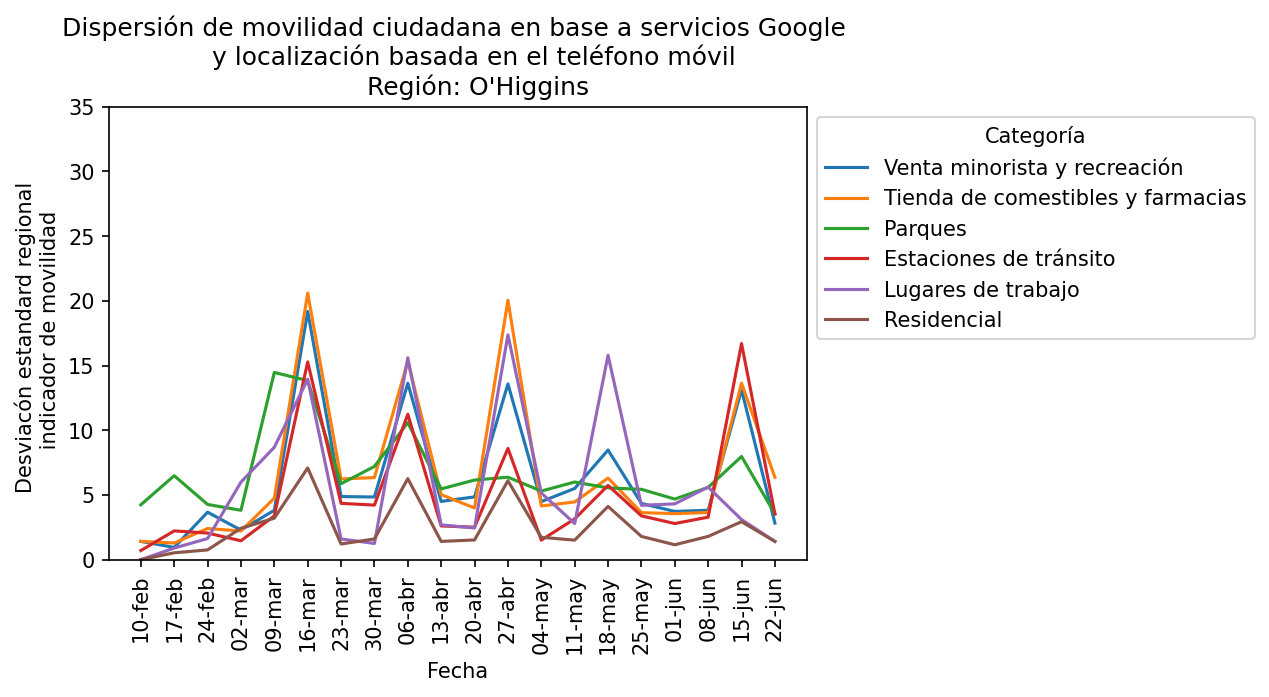 Dispersión de movilidad ciudadana en base a servicios Google
y localización basada en el teléfono móvil
Región: O'Higgins
Desviacón estandard regional
indicador de movilidad
35
30
25
20
15
10
5
0
10-feb
17-feb
24-feb
02-mar
09-mar
16-mar
23-mar
30-mar
06-abr
13-abr
20-abr
27-abr
04-may
11-may
18-may
25-may
01-jun
08-jun
15-jun
22-jun
Fecha
Categoría
Venta minorista y recreación
Tienda de comestibles y farmacias
Parques
Estaciones de tránsito
Lugares de trabajo
Residencial